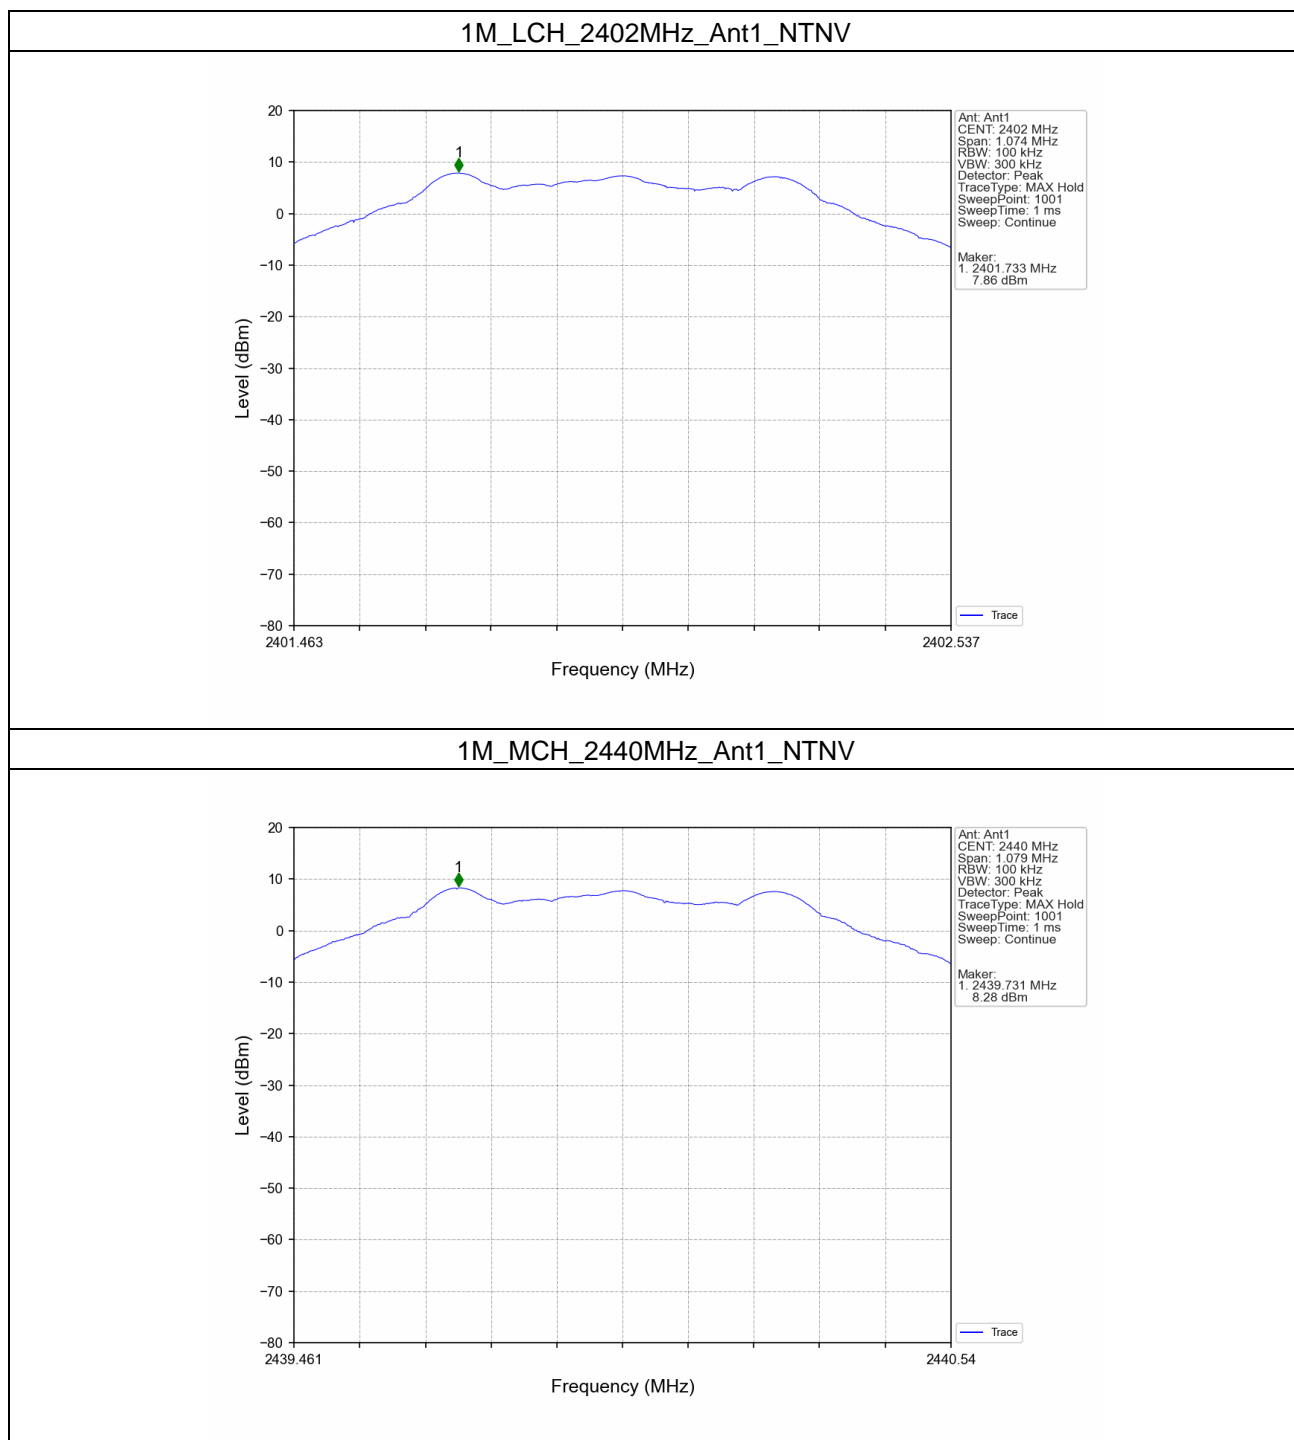 1M_LCH_2402MHz_Ant1_NTNV
20
10
0
−10
−20
−30
−40
−50
−60
−70
−80
Level (dBm)
1
2401.463
2402.537
Frequency (MHz)
Ant: Ant1
CENT: 2402 MHz
Span: 1.074 MHz
RBW: 100 kHz
VBW: 300 kHz
Detector: Peak
TraceType: MAX Hold
SweepPoint: 1001
SweepTime: 1 ms
Sweep: Continue
Maker:
1. 2401.733 MHz
7.86 dBm
Trace
1M_MCH_2440MHz_Ant1_NTNV
20
10
0
−10
−20
−30
−40
−50
−60
−70
−80
Level (dBm)
1
2439.461
2440.54
Frequency (MHz)
Ant: Ant1
CENT: 2440 MHz
Span: 1.079 MHz
RBW: 100 kHz
VBW: 300 kHz
Detector: Peak
TraceType: MAX Hold
SweepPoint: 1001
SweepTime: 1 ms
Sweep: Continue
Maker:
1. 2439.731 MHz
8.28 dBm
Trace